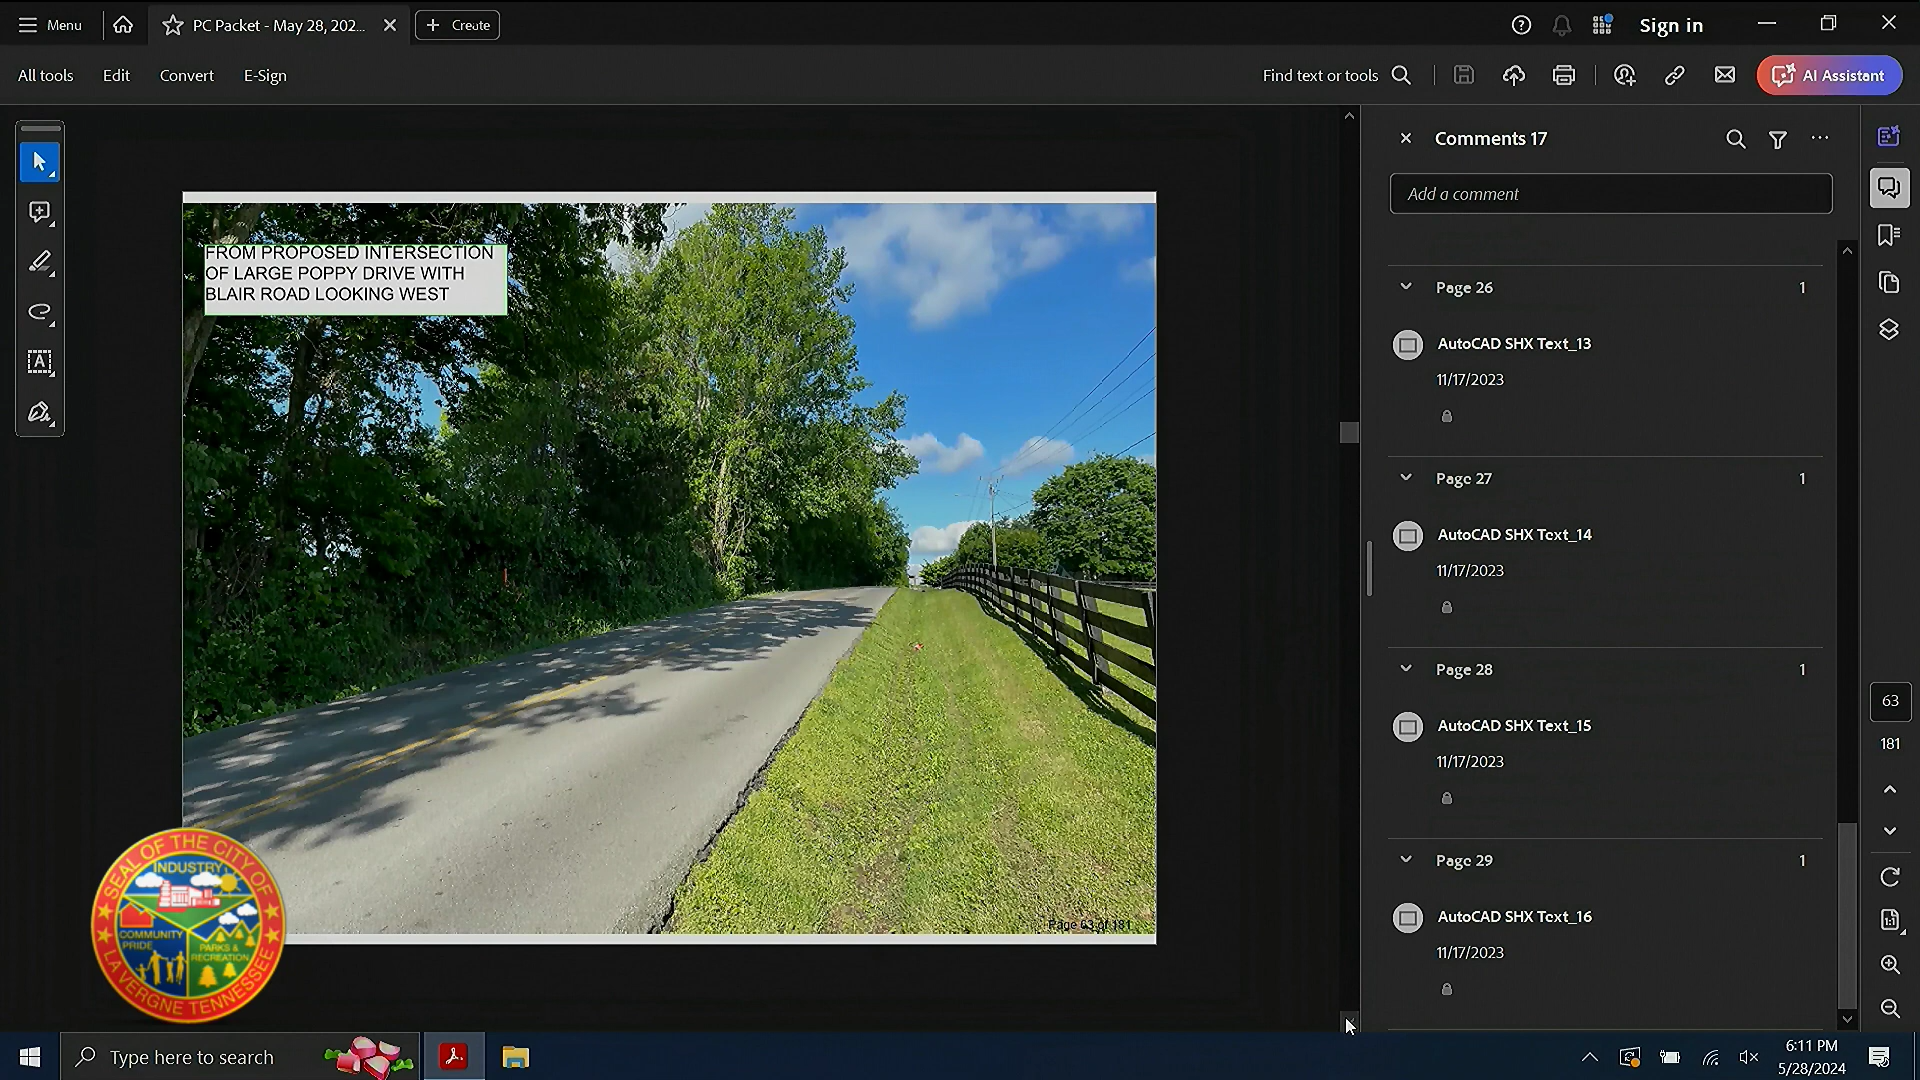 Menu
PC Packet - May 28, 202...
Create
Sign in
All tools
Edit
Convert
E-Sign
Find text or tools
AI Assistant
Comments 17
Add a comment
FROM PROPOSED INTERSECTION
OF LARGE POPPY DRIVE WITH
BLAIR ROAD LOOKING WEST
Page 26
1
AutoCAD SHX Text_13
11/17/2023
Page 27
1
AutoCAD SHX Text_14
11/17/2023
Page 28
1
AutoCAD SHX Text_15
11/17/2023
Page 29
1
AutoCAD SHX Text_16
11/17/2023
63
181
Page 63 of 181
SEAL OF THE CITY OF
LA VERGNE TENNESSEE
INDUSTRY
COMMUNITY
PRIDE
PARKS &
RECREATION
Type here to search
6:11 PM
5/28/2024